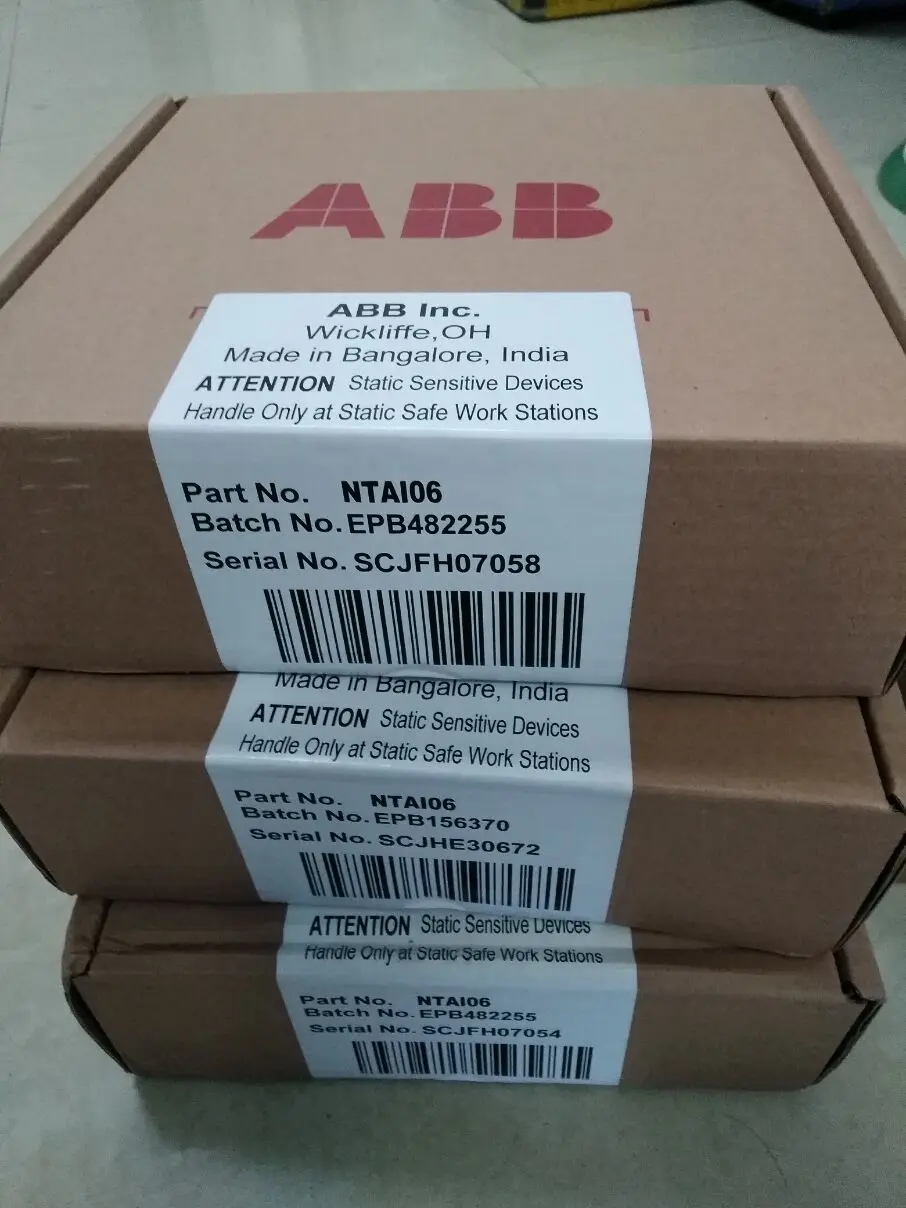 ABB
ABB Inc.
Wickliffe,OH
Made in Bangalore, India
ATTENTION Static Sensitive Devices
Handle Only at Static Safe Work Stations
Part No. NTAI06
Batch No. EPB482255
Serial No. SCJFH07058
Made in Bangalore, India
ATTENTION Static Sensitive Devices
Handle Only at Static Safe Work Stations
Part No. NTAI06
Batch No. EPB156370
Serial No. SCJHE30672
ATTENTION Static Sensitive Devices
Handle Only at Static Safe Work Stations
Part No. NTAI06
Batch No. EPB482255
Serial No. SCJFH07054